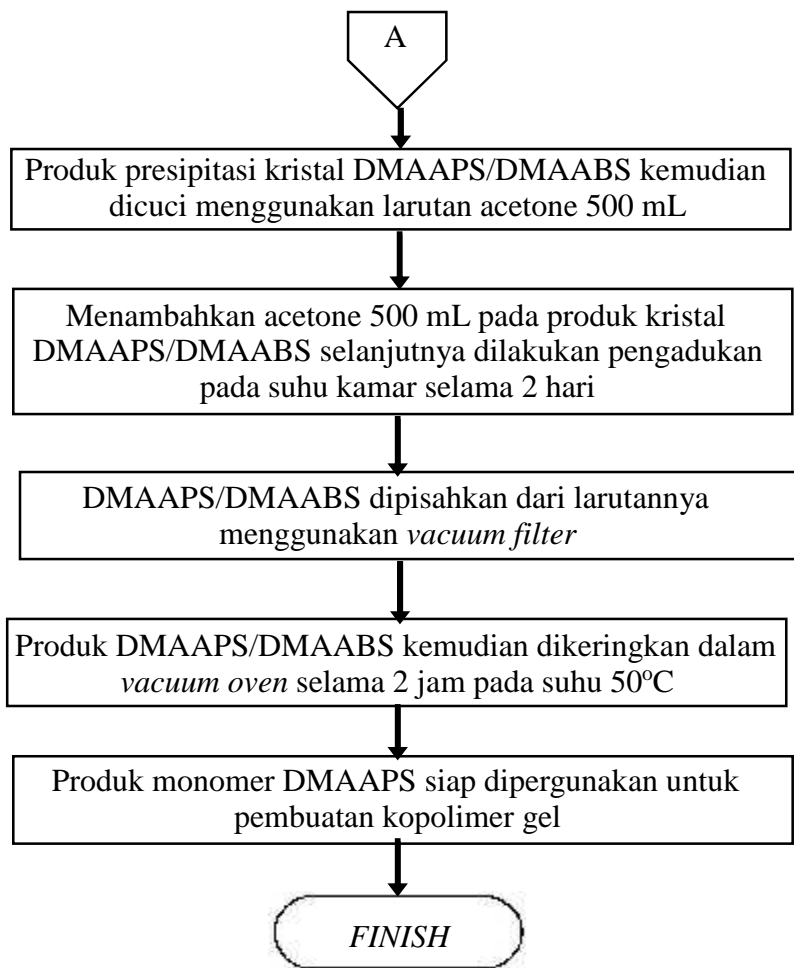 A
Produk presipitasi kristal DMAAPS/DMAABS kemudian
dicuci menggunakan larutan acetone 500 mL
Menambahkan acetone 500 mL pada produk kristal
DMAAPS/DMAABS selanjutnya dilakukan pengadukan
pada suhu kamar selama 2 hari
DMAAPS/DMAABS dipisahkan dari larutannya
menggunakan vacuum filter
Produk DMAAPS/DMAABS kemudian dikeringkan dalam
vacuum oven selama 2 jam pada suhu 50ºC
Produk monomer DMAAPS siap dipergunakan untuk
pembuatan kopolimer gel
FINISH